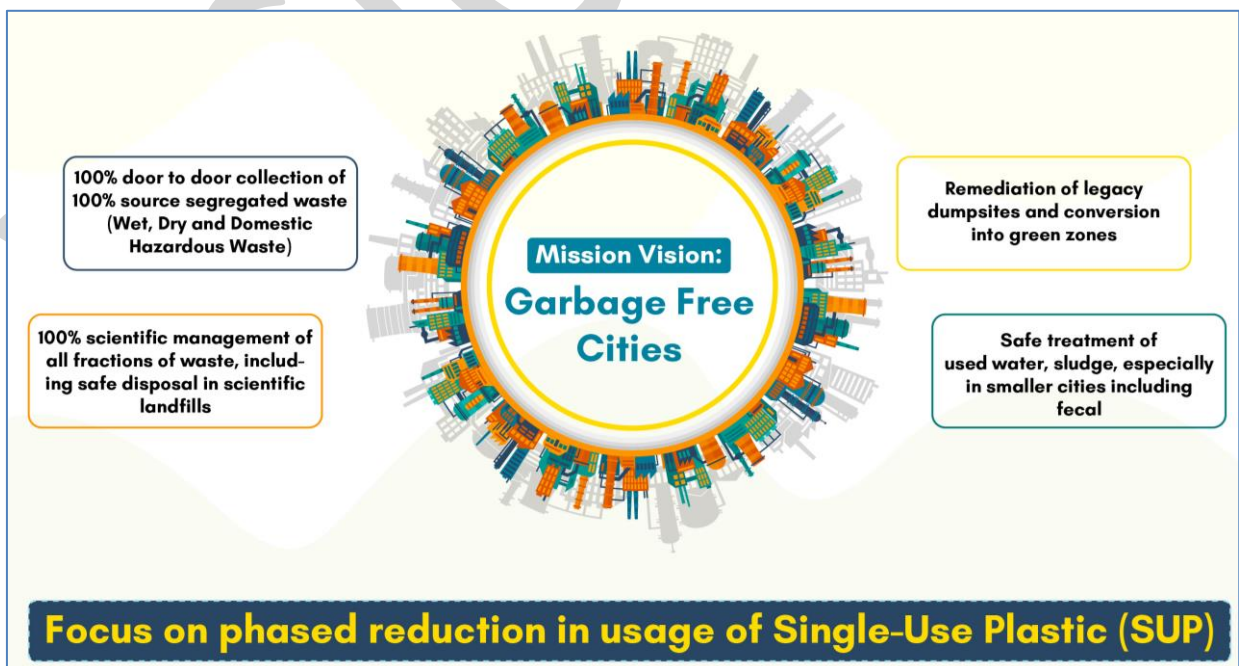 100% door to door collection of
100% source segregated waste
(Wet, Dry and Domestic
Hazardous Waste)
100% scientific management of
all fractions of waste, includ-
ing safe disposal in scientific
landfills
Mission Vision:
Garbage Free
Cities
Remediation of legacy
dumpsites and conversion
into green zones
Safe treatment of
used water, sludge, especially
in smaller cities including
fecal
Focus on phased reduction in usage of Single-Use Plastic (SUP)